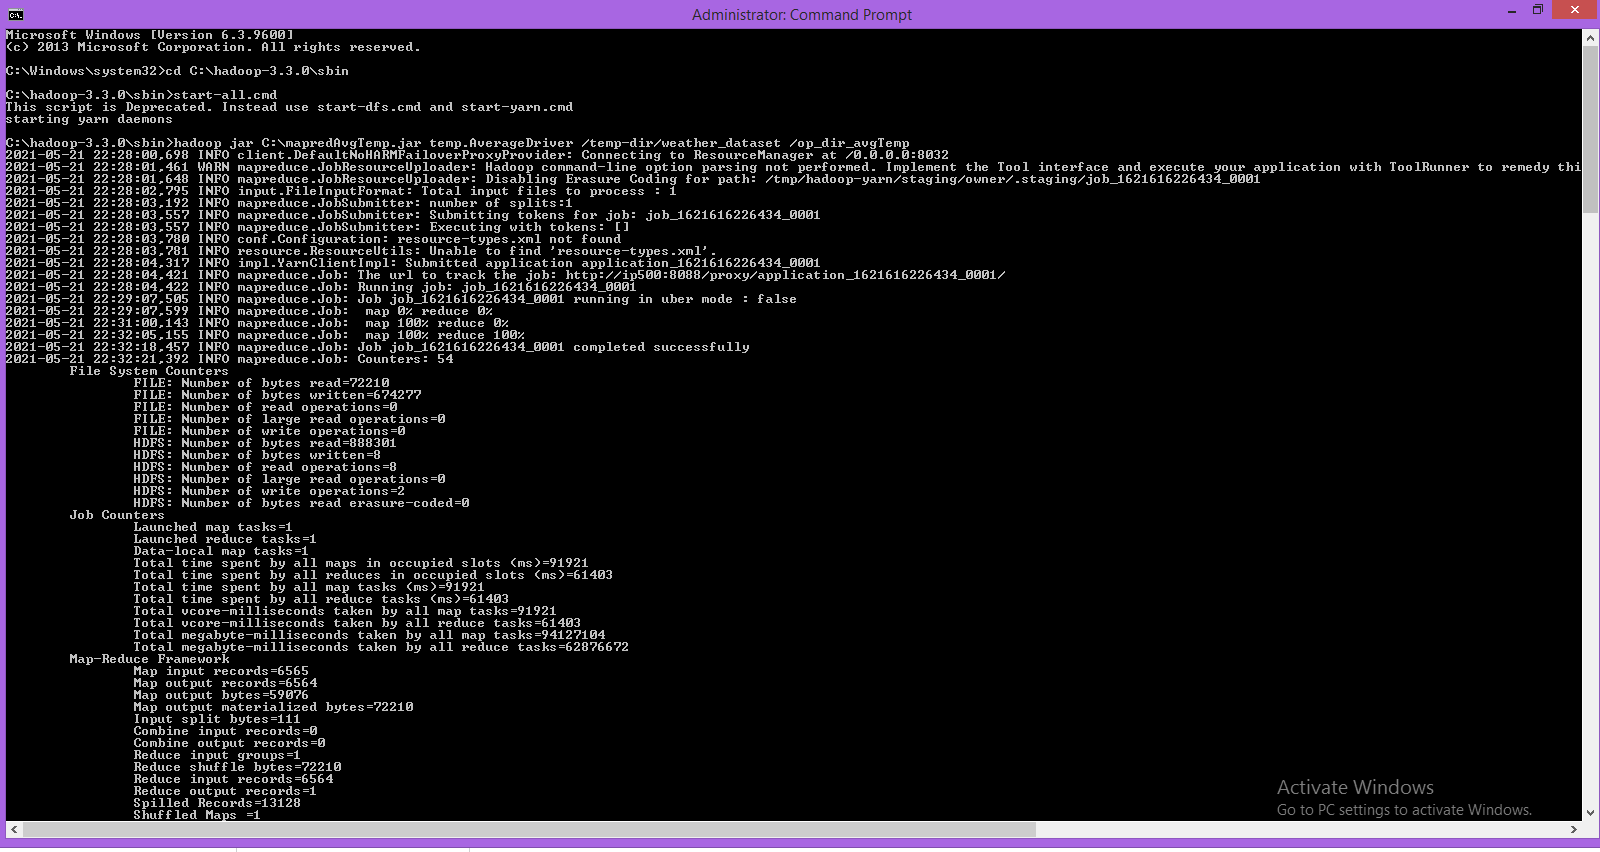 Administrator: Command Prompt
Microsoft Windows [Version 6.3.9600]
(c) 2013 Microsoft Corporation. All rights reserved.
C:\Windows\system32>cd C:\hadoop-3.3.0\sbin
C:\hadoop-3.3.0\sbin>start-all.cmd
This script is Deprecated. Instead use start-dfs.cmd and start-yarn.cmd
starting yarn daemons
C:\hadoop-3.3.0\sbin>hadoop jar C:\mapredAvgTemp.jar temp.AverageDriver /temp-dir/weather_dataset /op_dir_avgTemp
2021-05-21 22:28:00,698 INFO client.DefaultNoHARMFailoverProxyProvider: Connecting to ResourceManager at /0.0.0.0:8032
2021-05-21 22:28:01,461 WARN mapreduce.JobResourceUploader: Hadoop command-line option parsing not performed. Implement the Tool interface and execute your application with ToolRunner to remedy thi
2021-05-21 22:28:01,648 INFO mapreduce.JobResourceUploader: Disabling Erasure Coding for path: /tmp/hadoop-yarn/staging/owner/.staging/job_1621616226434_0001
2021-05-21 22:28:02,795 INFO input.FileInputFormat: Total input files to process : 1
2021-05-21 22:28:03,192 INFO mapreduce.JobSubmitter: number of splits:1
2021-05-21 22:28:03,557 INFO mapreduce.JobSubmitter: Submitting tokens for job: job_1621616226434_0001
2021-05-21 22:28:03,557 INFO mapreduce.JobSubmitter: Executing with tokens: []
2021-05-21 22:28:03,780 INFO conf.Configuration: resource-types.xml not found
2021-05-21 22:28:03,781 INFO resource.ResourceUtils: Unable to find 'resource-types.xml'.
2021-05-21 22:28:04,317 INFO impl.YarnClientImpl: Submitted application application_1621616226434_0001
2021-05-21 22:28:04,421 INFO mapreduce.Job: The url to track the job: http://ip500:8088/proxy/application_1621616226434_0001/
2021-05-21 22:28:04,422 INFO mapreduce.Job: Running job: job_1621616226434_0001
2021-05-21 22:29:07,505 INFO mapreduce.Job: Job job_1621616226434_0001 running in uber mode : false
2021-05-21 22:29:07,599 INFO mapreduce.Job:  map 0% reduce 0%
2021-05-21 22:31:00,143 INFO mapreduce.Job:  map 100% reduce 0%
2021-05-21 22:32:05,155 INFO mapreduce.Job:  map 100% reduce 100%
2021-05-21 22:32:18,457 INFO mapreduce.Job: Job job_1621616226434_0001 completed successfully
2021-05-21 22:32:21,392 INFO mapreduce.Job: Counters: 54
File System Counters
FILE: Number of bytes read=72210
FILE: Number of bytes written=674277
FILE: Number of read operations=0
FILE: Number of large read operations=0
FILE: Number of write operations=0
HDFS: Number of bytes read=888301
HDFS: Number of bytes written=8
HDFS: Number of read operations=8
HDFS: Number of large read operations=0
HDFS: Number of write operations=2
HDFS: Number of bytes read erasure-coded=0
Job Counters
Launched map tasks=1
Launched reduce tasks=1
Data-local map tasks=1
Total time spent by all maps in occupied slots (ms)=91921
Total time spent by all reduces in occupied slots (ms)=61403
Total time spent by all map tasks (ms)=91921
Total time spent by all reduce tasks (ms)=61403
Total vcore-milliseconds taken by all map tasks=91921
Total vcore-milliseconds taken by all reduce tasks=61403
Total megabyte-milliseconds taken by all map tasks=94127104
Total megabyte-milliseconds taken by all reduce tasks=62876672
Map-Reduce Framework
Map input records=6565
Map output records=6564
Map output bytes=59076
Map output materialized bytes=72210
Input split bytes=111
Combine input records=0
Combine output records=0
Reduce input groups=1
Reduce shuffle bytes=72210
Reduce input records=6564
Reduce output records=1
Spilled Records=13128
Shuffled Maps =1
Activate Windows
Go to PC settings to activate Windows.